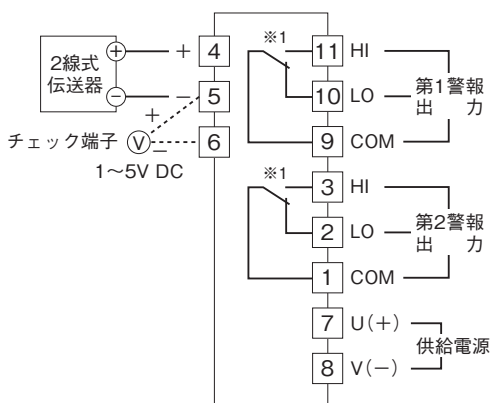 2線式
伝送器
+
−
+ 4
− 5
6
+
−
チェック端子
V
1〜5V DC
※1
11 HI
10 LO
9 COM
第1警報
出　力
※1
3 HI
2 LO
1 COM
第2警報
出　力
7 U(+)
8 V(−)
供給電源